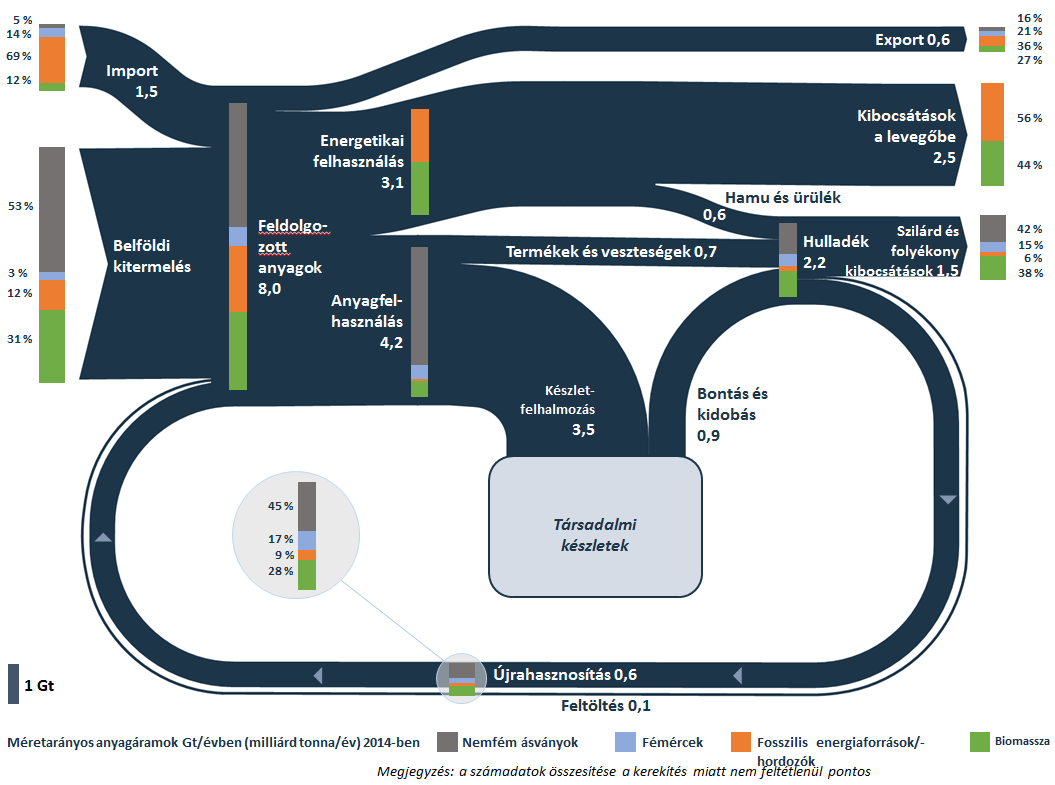 5 %
14 %
69 %
12 %
Import
1,5
53 %
3 %
12 %
31 %
Belföldi
kitermelés
Feldolgo-
zott
anyagok
8,0
Energetikai
felhasználás
3,1
Anyagfel-
használás
4,2
Export 0,6
16 %
21 %
36 %
27 %
Kibocsátások
a levegőbe
2,5
56 %
44 %
Hamu és ürülék
0,6
Termékek és veszteségek 0,7
Hulladék
2,2
Szilárd és
folyékony
kibocsátások 1,5
42 %
15 %
6 %
38 %
Készlet-
felhalmozás
3,5
Bontás és
kidobás
0,9
Társadalmi
készletek
45 %
17 %
9 %
28 %
Újrahasznosítás 0,6
Feltöltés 0,1
1 Gt
Méretarányos anyagáramok Gt/évben (milliárd tonna/év) 2014-ben
Nemfém ásványok
Fémércek
Fosszilis energiaforrások/-
hordozók
Biomassza
Megjegyzés: a számadatok összesítése a kerekítés miatt nem feltétlenül pontos